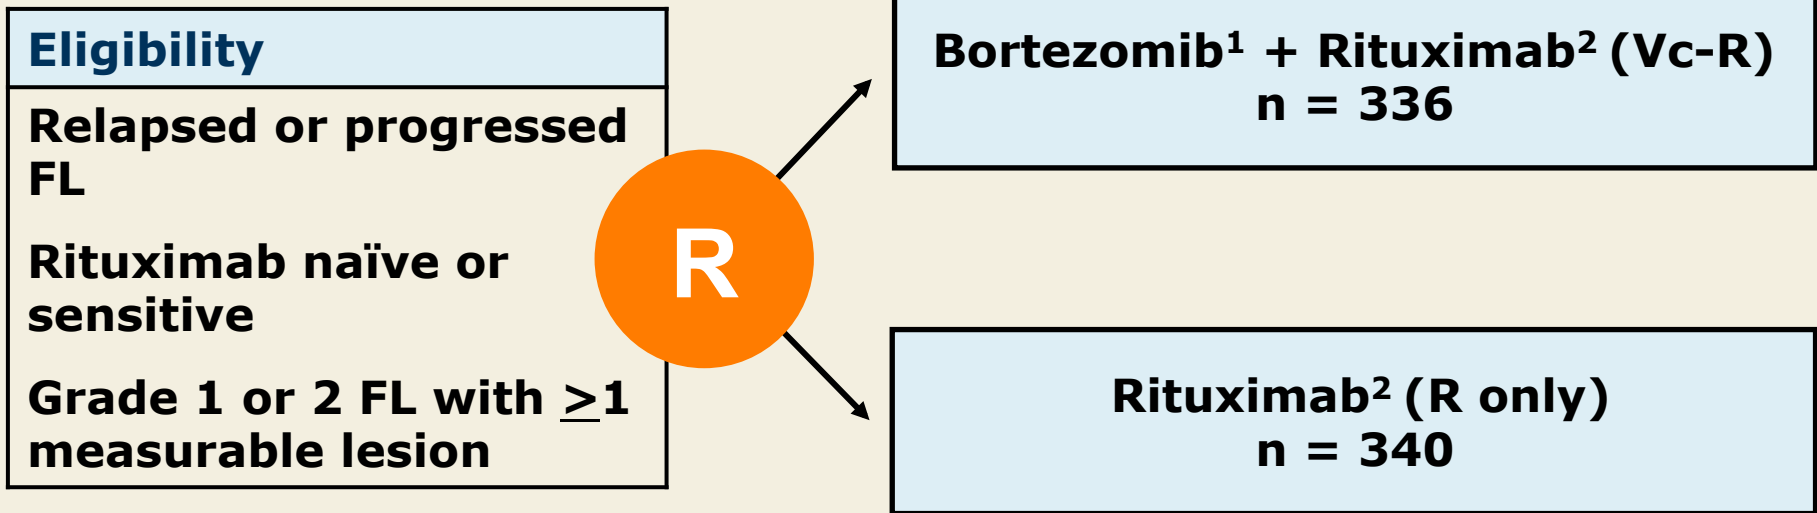 Eligibility
Relapsed or progressed
FL
Rituximab naïve or
sensitive
Grade 1 or 2 FL with ≥1
measurable lesion
R
Bortezomib¹ + Rituximab² (Vc-R)
n = 336
Rituximab² (R only)
n = 340